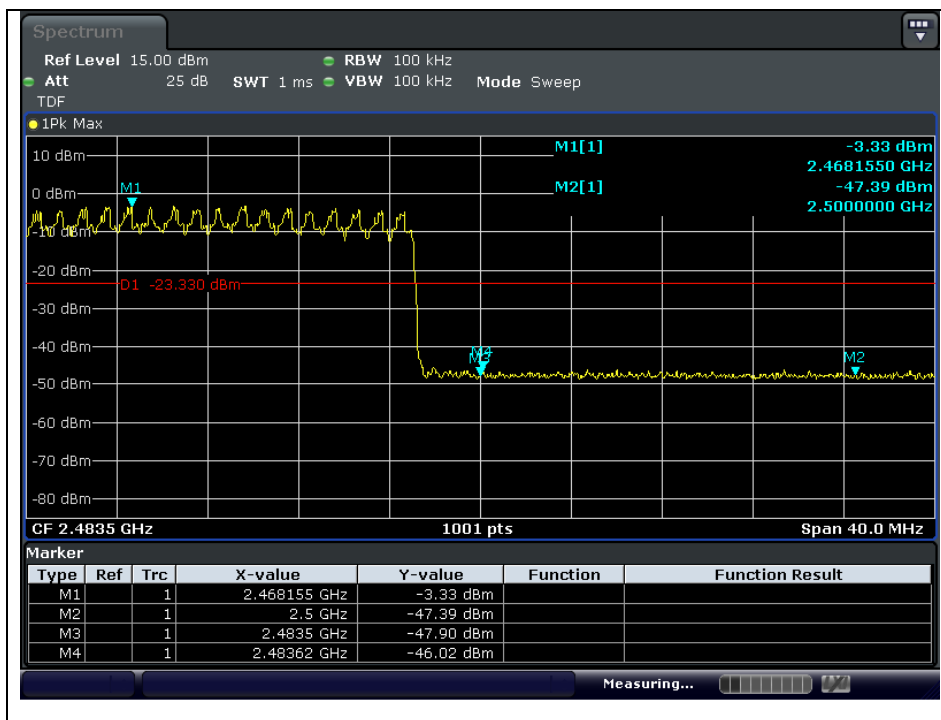 Spectrum
Ref Level 15.00 dBm RBW 100 kHz
Att 25 dB SWT 1 ms VBW 100 kHz Mode Sweep
TDF
1Pk Max
M1[1] -3.33 dBm
2.4681550 GHz
M2[1] -47.39 dBm
2.5000000 GHz
10 dBm
0 dBm
M1
-10 dBm
-20 dBm
D1 -23.330 dBm
-30 dBm
-40 dBm
M4
M3
M2
-50 dBm
-60 dBm
-70 dBm
-80 dBm
CF 2.4835 GHz 1001 pts Span 40.0 MHz
Marker
Type Ref Trc X-value Y-value Function Function Result
M1 1 2.468155 GHz -3.33 dBm
M2 1 2.5 GHz -47.39 dBm
M3 1 2.4835 GHz -47.90 dBm
M4 1 2.48362 GHz -46.02 dBm
Measuring...